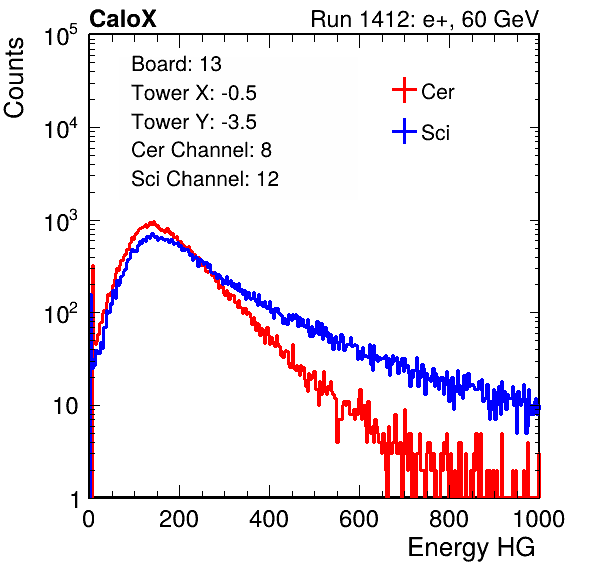 CaloX Run 1412: e+, 60 GeV
Counts
10^5
10^4
10^3
10^2
10
1
Board: 13
Tower X: -0.5
Tower Y: -3.5
Cer Channel: 8
Sci Channel: 12
Cer
Sci
0 200 400 600 800 1000
Energy HG